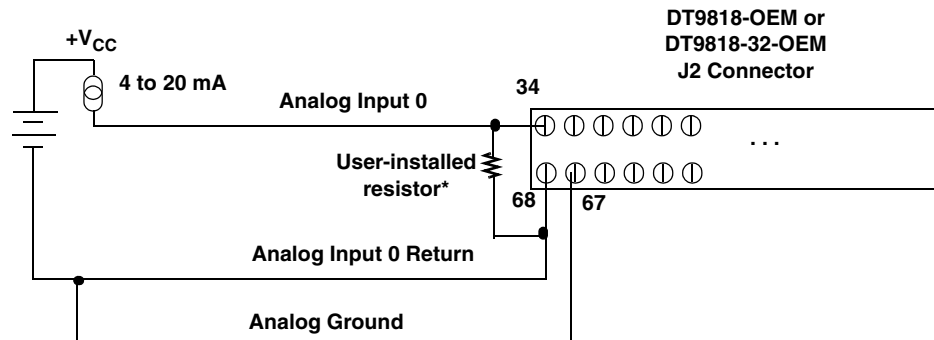 DT9818-OEM or
DT9818-32-OEM
J2 Connector
+VCC
4 to 20 mA
34
Analog Input 0
. . .
User-installed
resistor*
68
67
Analog Input 0 Return
Analog Ground